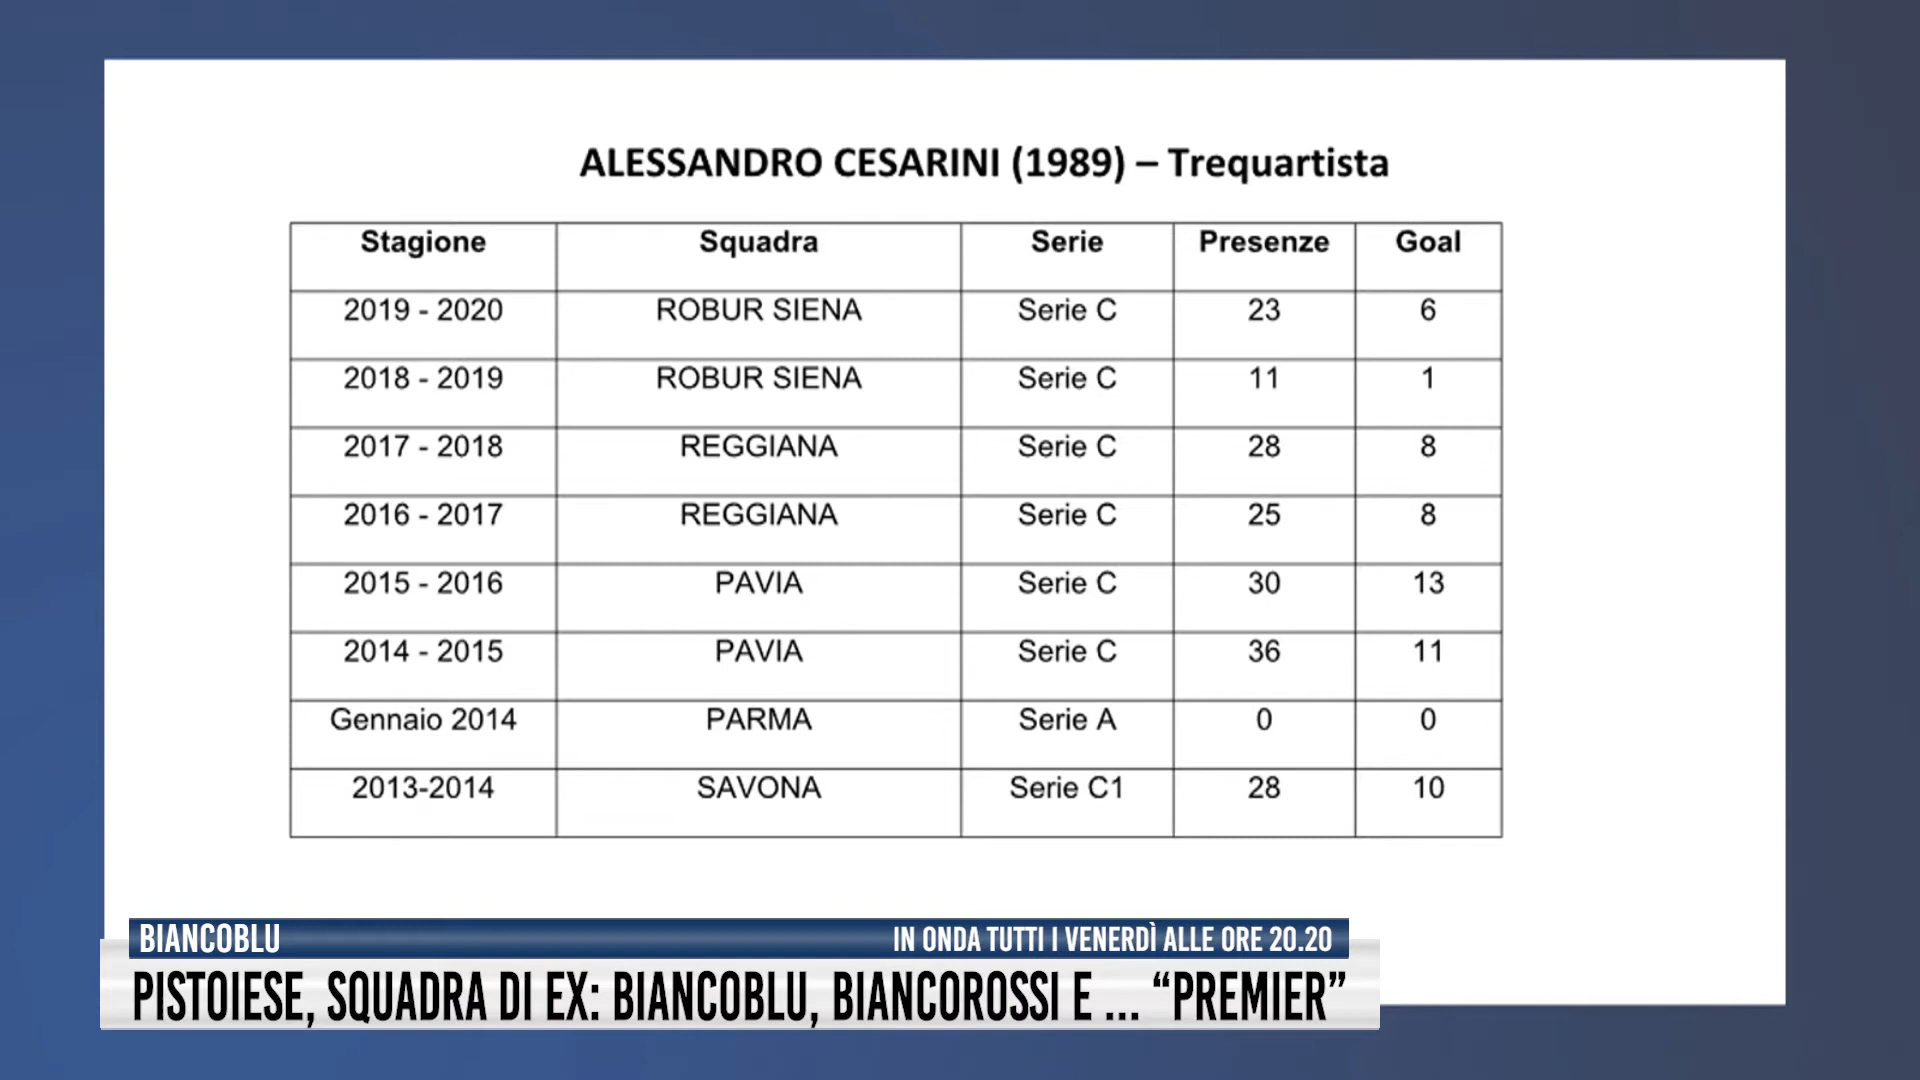 ALESSANDRO CESARINI (1989) – Trequartista
Stagione Squadra Serie Presenze Goal
2019 - 2020 ROBUR SIENA Serie C 23 6
2018 - 2019 ROBUR SIENA Serie C 11 1
2017 - 2018 REGGIANA Serie C 28 8
2016 - 2017 REGGIANA Serie C 25 8
2015 - 2016 PAVIA Serie C 30 13
2014 - 2015 PAVIA Serie C 36 11
Gennaio 2014 PARMA Serie A 0 0
2013-2014 SAVONA Serie C1 28 10
BIANCOBLU IN ONDA TUTTI I VENERDÌ ALLE ORE 20.20
PISTOIESE, SQUADRA DI EX: BIANCOBLU, BIANCOROSSI E ... “PREMIER”